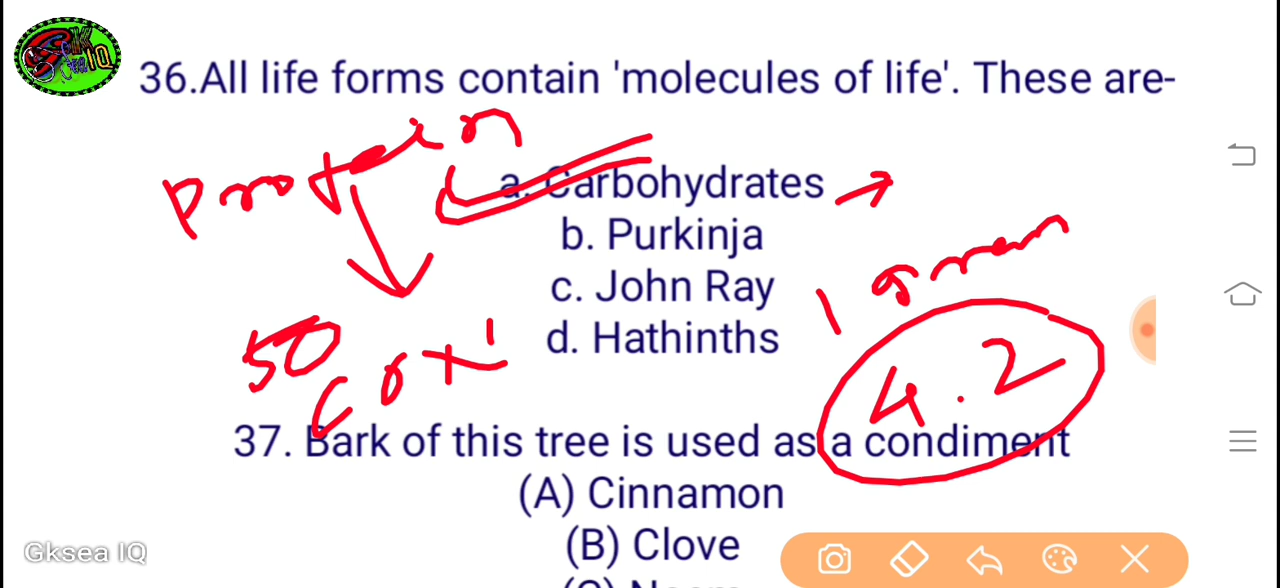 36.All life forms contain 'molecules of life'. These are-
Protein
a. Carbohydrates
b. Purkinja
c. John Ray
1 gram
d. Hathinths
50
4.2
37. Bark of this tree is used as a condiment
(A) Cinnamon
(B) Clove
Gksea IQ